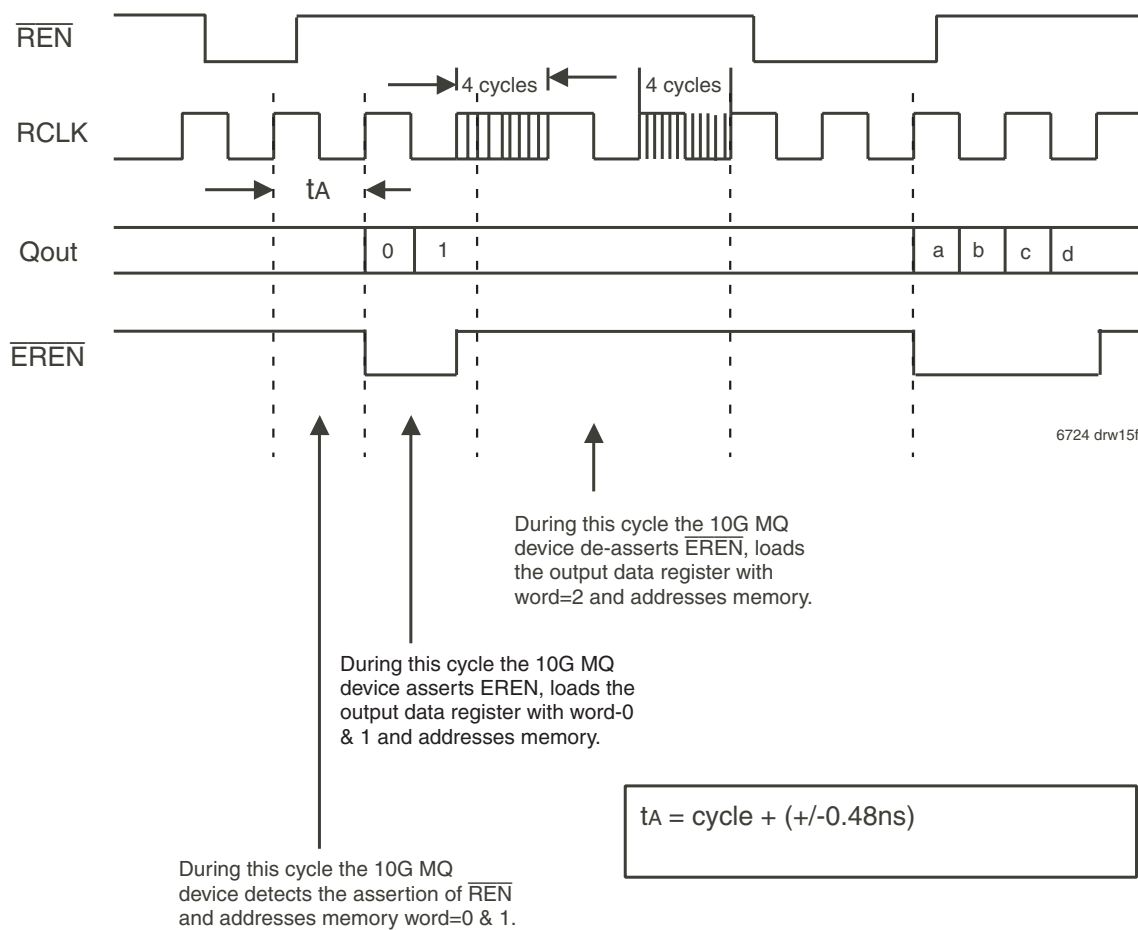 REN
4 cycles
4 cycles
RCLK
tA
Qout
0
1
a
b
c
d
EREN
6724 drw15f
During this cycle the 10G MQ
device de-asserts EREN, loads
the output data register with
word=2 and addresses memory.
During this cycle the 10G MQ
device asserts EREN, loads the
output data register with word-0
& 1 and addresses memory.
tA = cycle + (+/-0.48ns)
During this cycle the 10G MQ
device detects the assertion of REN
and addresses memory word=0 & 1.